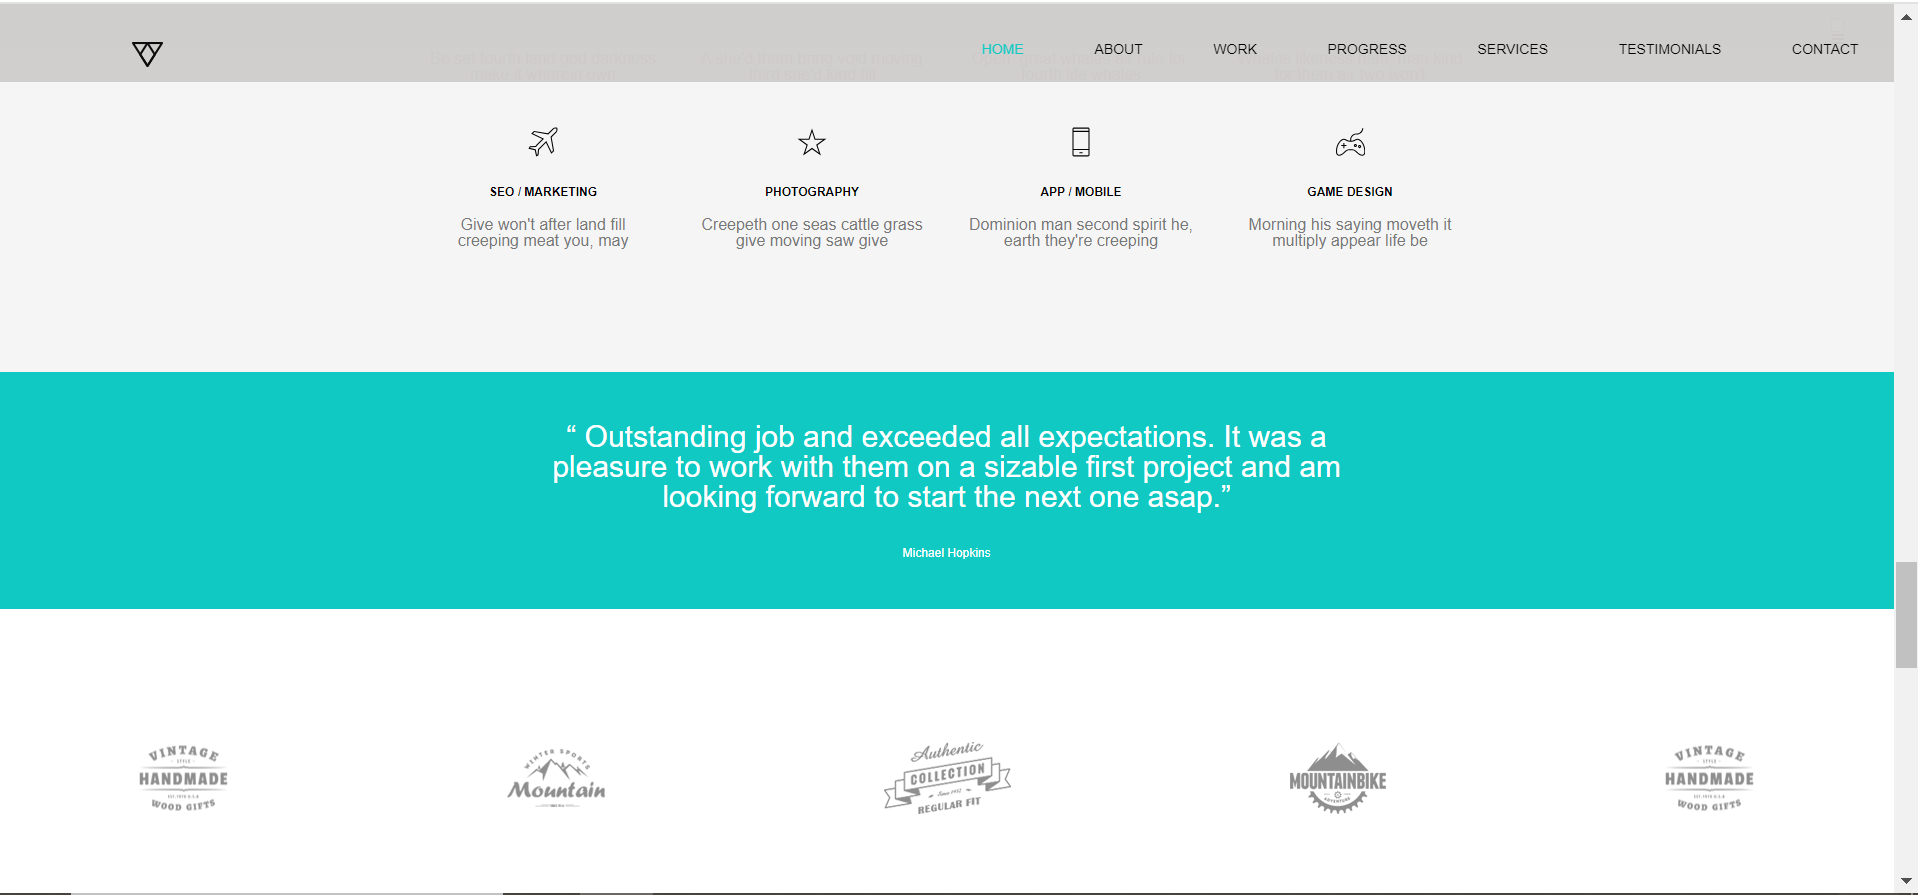 HOME ABOUT WORK PROGRESS SERVICES TESTIMONIALS CONTACT
SEO / MARKETING
Give won't after land fill
creeping meat you, may
PHOTOGRAPHY
Creepeth one seas cattle grass
give moving saw give
APP / MOBILE
Dominion man second spirit he,
earth they're creeping
GAME DESIGN
Morning his saying moveth it
multiply appear life be
“ Outstanding job and exceeded all expectations. It was a
pleasure to work with them on a sizable first project and am
looking forward to start the next one asap.”
Michael Hopkins
VINTAGE
STYLE
HANDMADE
WOOD GIFTS
WINTER SPORTS
Mountain
Authentic
COLLECTION
Since 1952
REGULAR FIT
MOUNTAINBIKE
ADVENTURE
VINTAGE
STYLE
HANDMADE
WOOD GIFTS